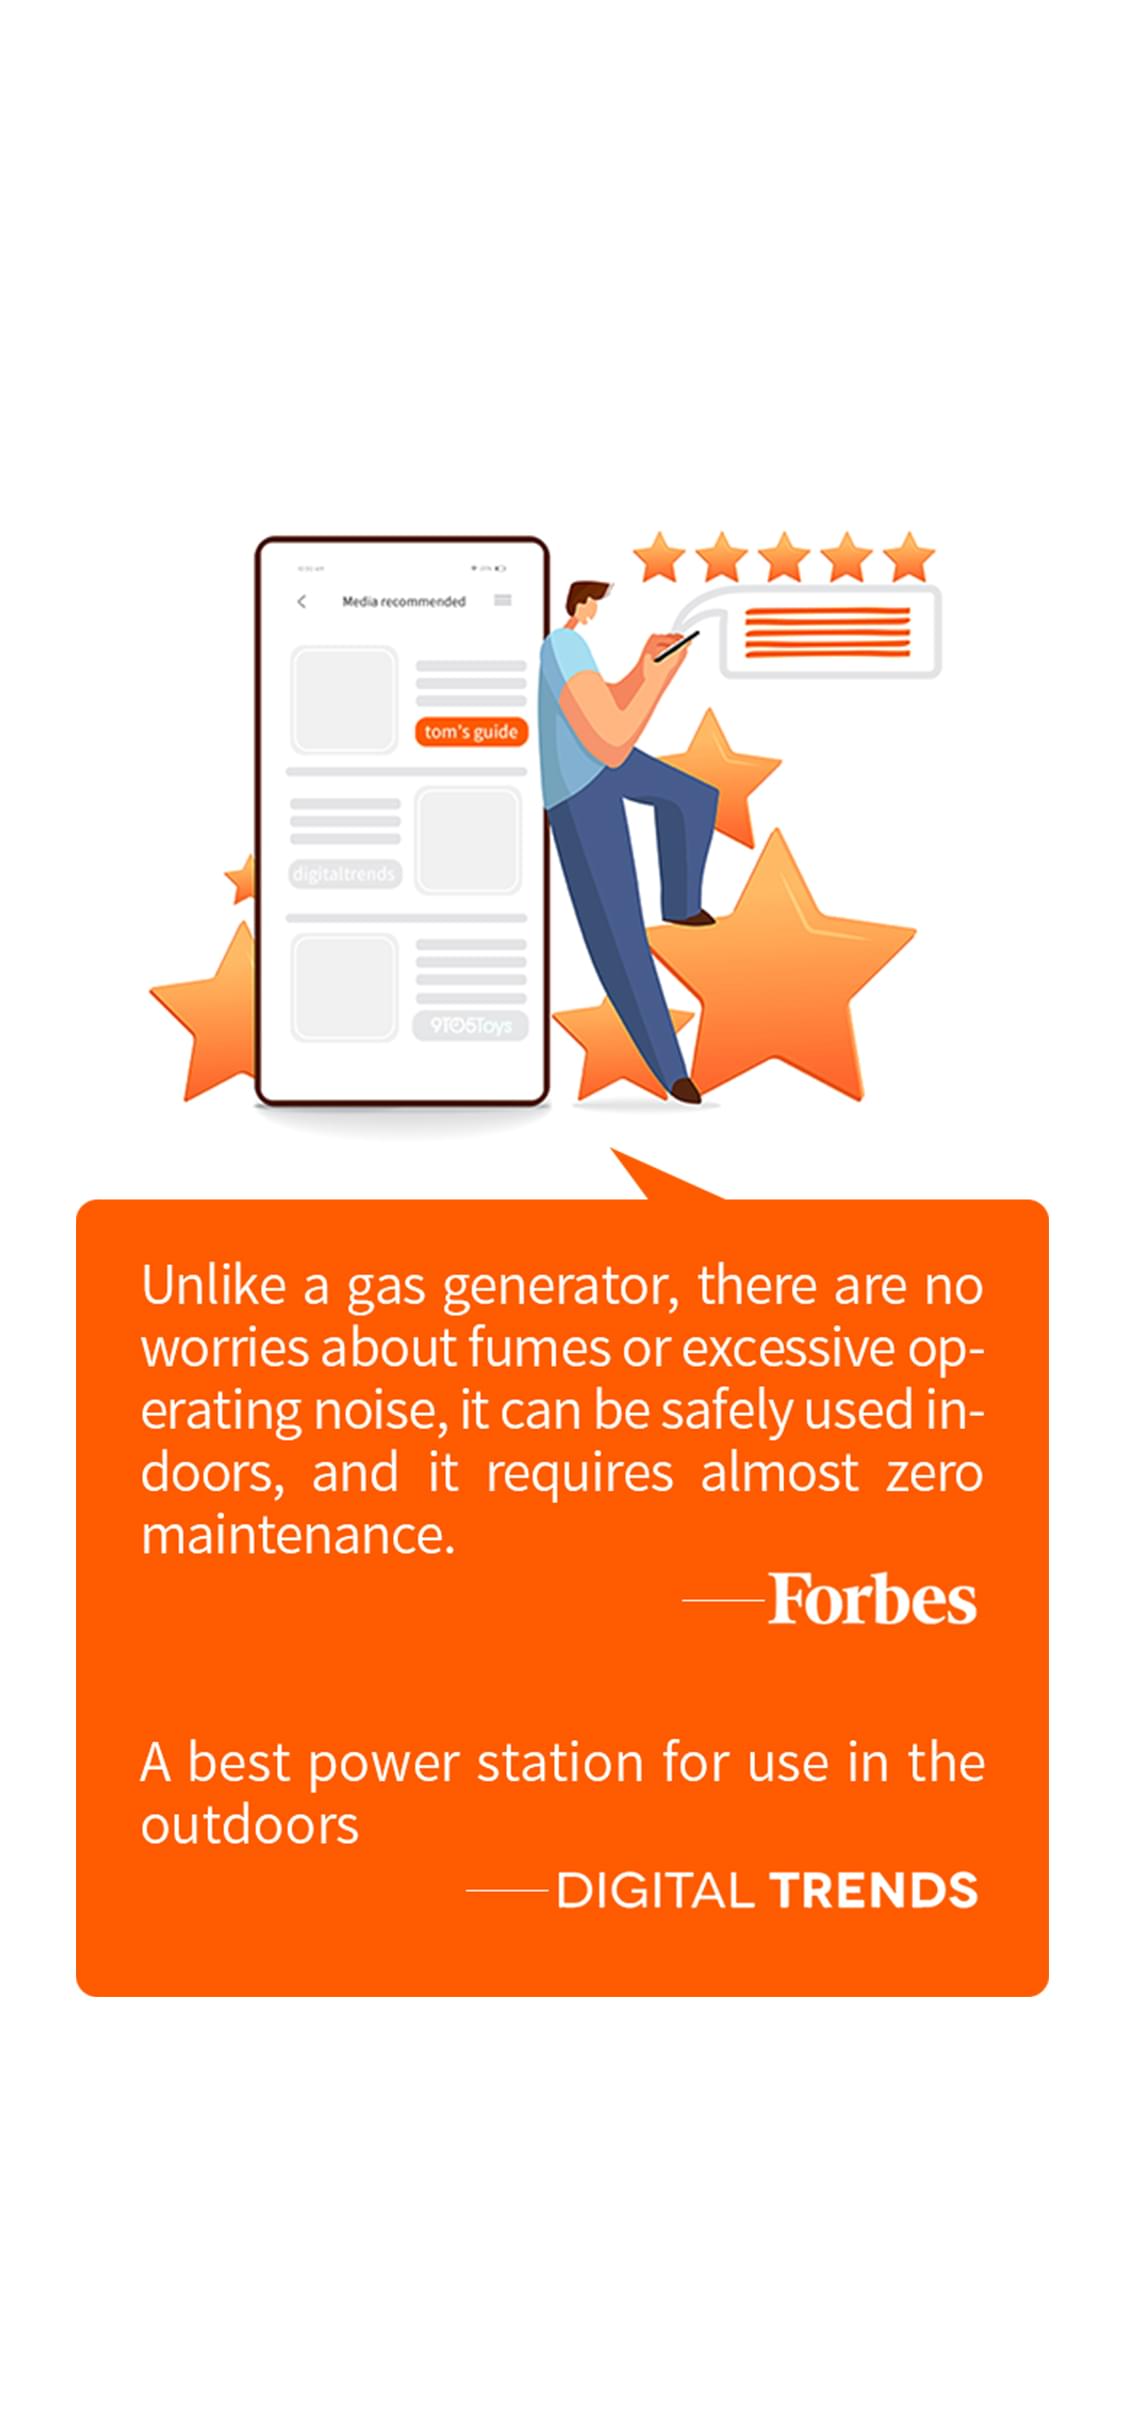 Media recommended
tom's guide
digitaltrends
9TO5Toys
Unlike a gas generator, there are no
worries about fumes or excessive op-
erating noise, it can be safely used in-
doors, and it requires almost zero
maintenance.
—Forbes
A best power station for use in the
outdoors
—DIGITAL TRENDS